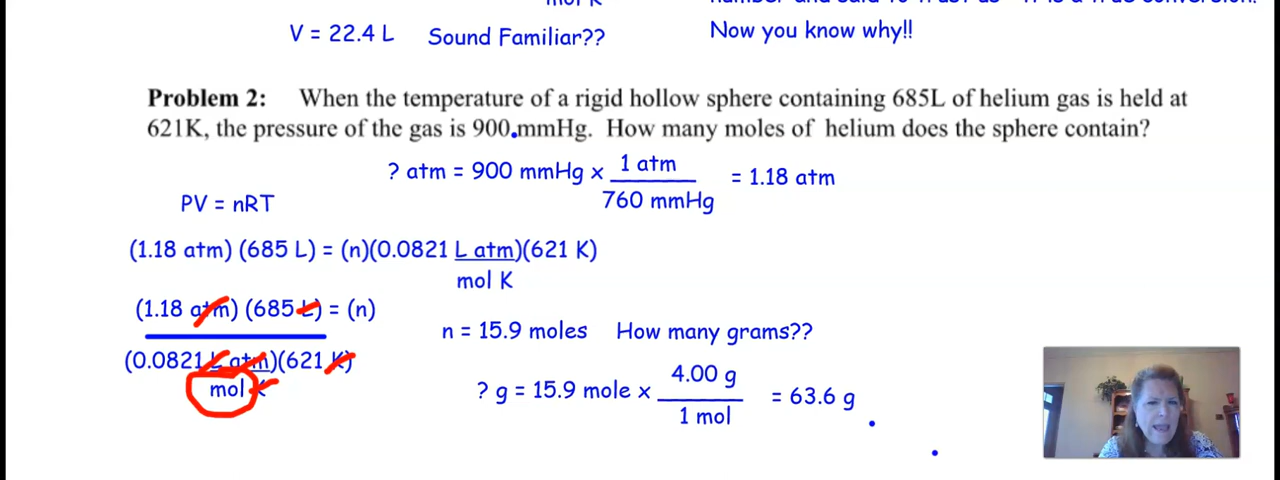 V = 22.4 L Sound Familiar??
Now you know why!!
Problem 2: When the temperature of a rigid hollow sphere containing 685L of helium gas is held at
621K, the pressure of the gas is 900.mmHg. How many moles of helium does the sphere contain?
? atm = 900 mmHg x 1 atm = 1.18 atm
760 mmHg
PV = nRT
(1.18 atm) (685 L) = (n)(0.0821 L atm)(621 K)
mol K
(1.18 atm) (685 L) = (n)
(0.0821 L atm)(621 K)
mol K
n = 15.9 moles How many grams??
? g = 15.9 mole x 4.00 g = 63.6 g
1 mol